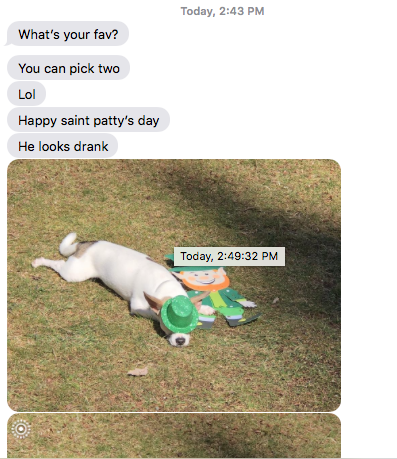 Today, 2:43 PM
What's your fav?
You can pick two
Lol
Happy saint patty's day
He looks drank
Today, 2:49:32 PM